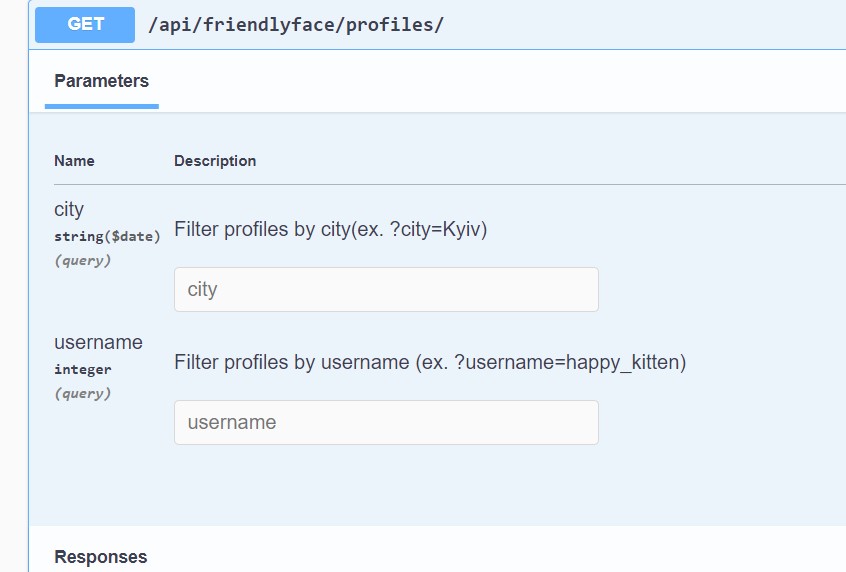 GET /api/friendlyface/profiles/
Parameters
Name Description
city
string($date)
(query)
Filter profiles by city(ex. ?city=Kyiv)
city
username
integer
(query)
Filter profiles by username (ex. ?username=happy_kitten)
username
Responses